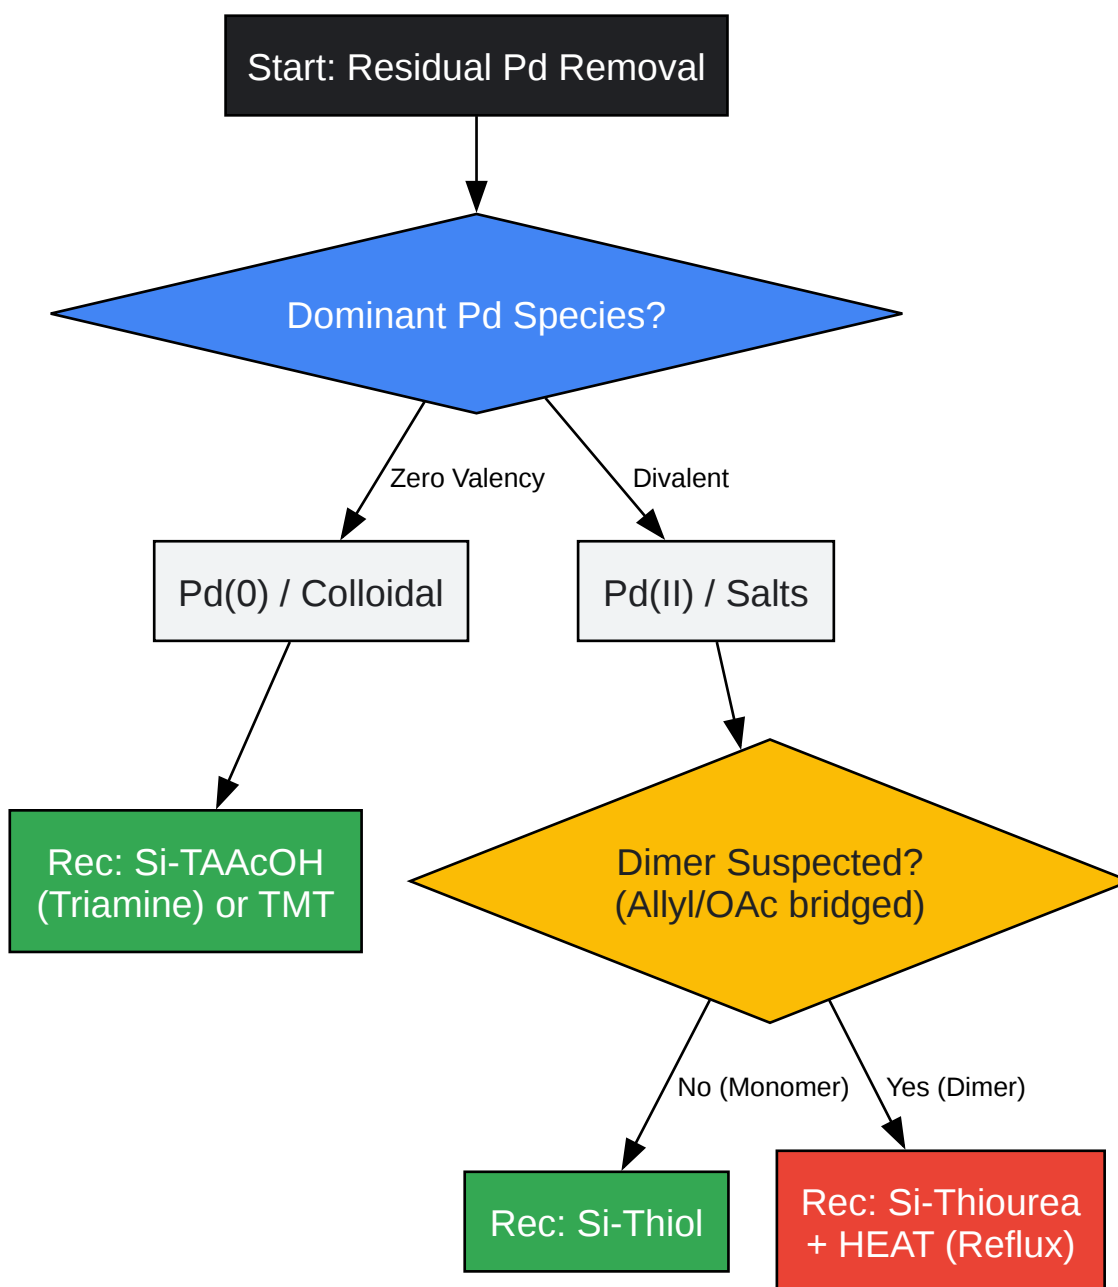 Start: Residual Pd Removal
Dominant Pd Species?
Zero Valency
Divalent
Pd(0) / Colloidal
Pd(II) / Salts
Rec: Si-TAAcOH
(Triamine) or TMT
Dimer Suspected?
(Allyl/OAc bridged)
No (Monomer)
Yes (Dimer)
Rec: Si-Thiol
Rec: Si-Thiourea
+ HEAT (Reflux)